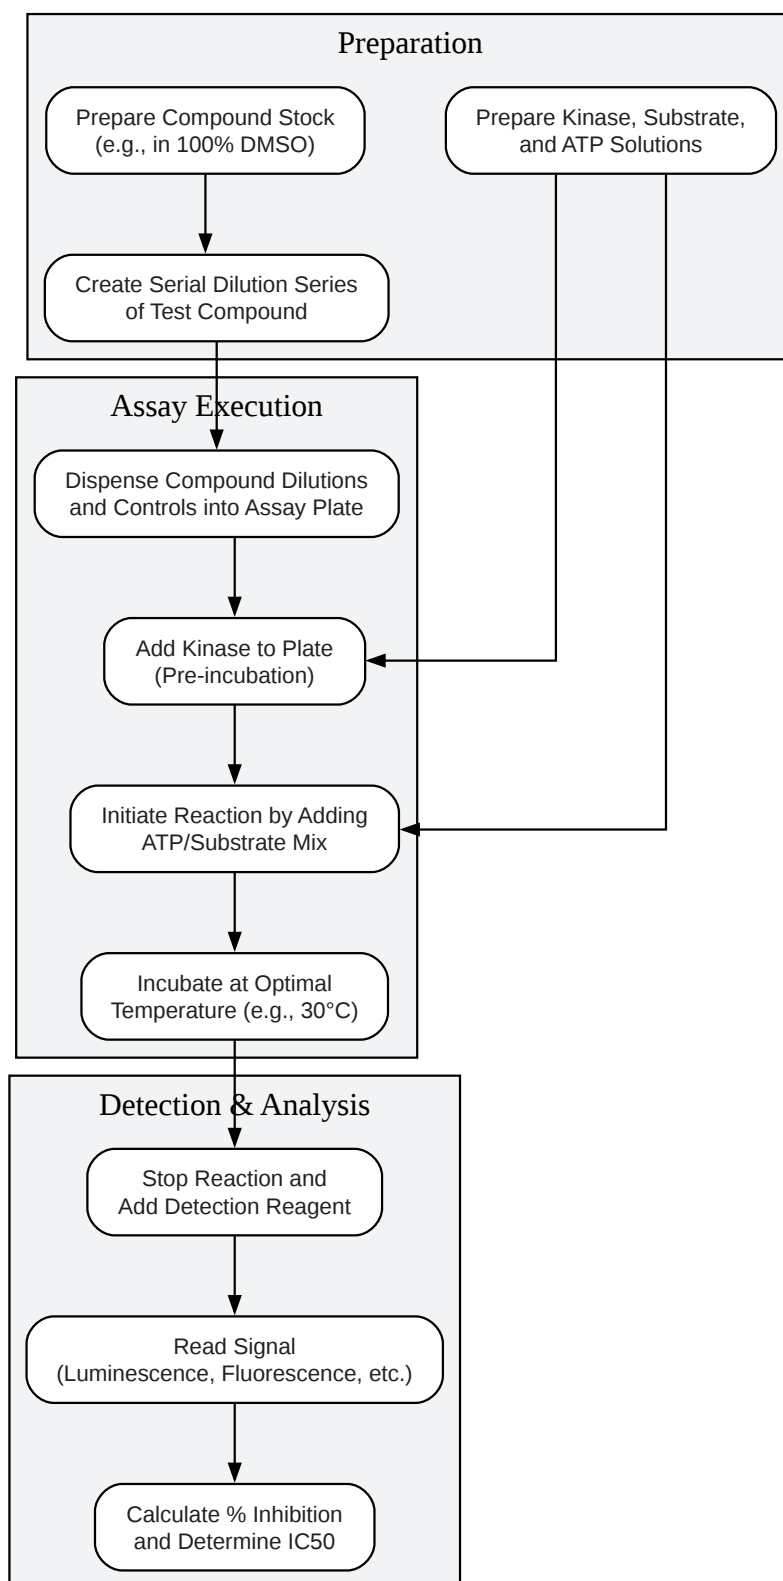 Preparation
Prepare Compound Stock
(e.g., in 100% DMSO)
Prepare Kinase, Substrate,
and ATP Solutions
Create Serial Dilution Series
of Test Compound
Assay Execution
Dispense Compound Dilutions
and Controls into Assay Plate
Add Kinase to Plate
(Pre-incubation)
Initiate Reaction by Adding
ATP/Substrate Mix
Incubate at Optimal
Temperature (e.g., 30°C)
Detection & Analysis
Stop Reaction and
Add Detection Reagent
Read Signal
(Luminescence, Fluorescence, etc.)
Calculate % Inhibition
and Determine IC50